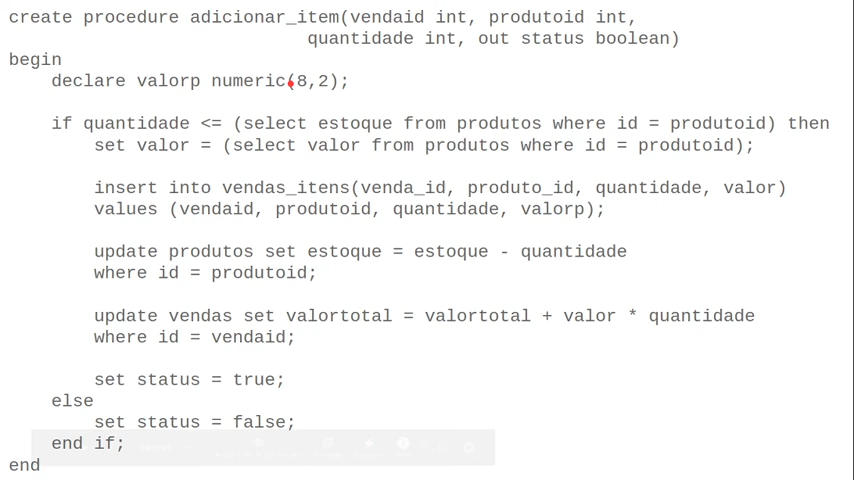 create procedure adicionar_item(vendaid int, produtoid int,
quantidade int, out status boolean)
begin
declare valorp numeric(8,2);
if quantidade <= (select estoque from produtos where id = produtoid) then
set valor = (select valor from produtos where id = produtoid);
insert into vendas_itens(venda_id, produto_id, quantidade, valor)
values (vendaid, produtoid, quantidade, valorp);
update produtos set estoque = estoque - quantidade
where id = produtoid;
update vendas set valortotal = valortotal + valor * quantidade
where id = vendaid;
set status = true;
else
set status = false;
end if;
end